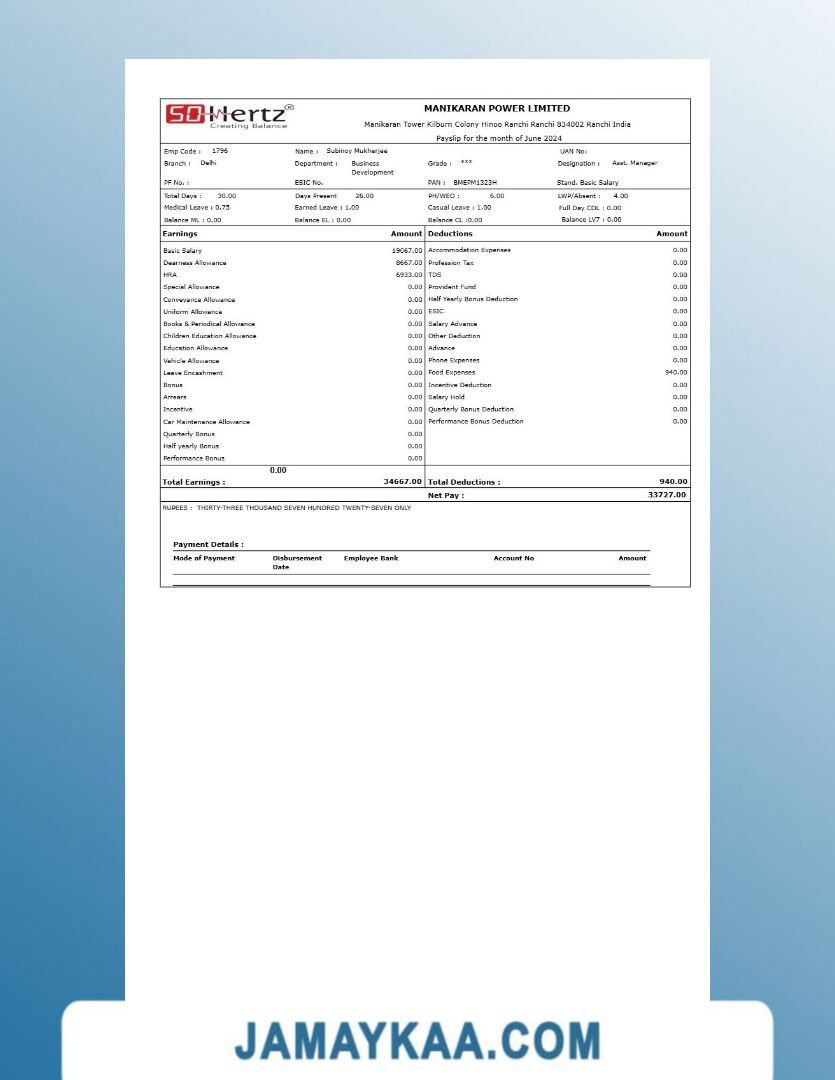 50Hertz®
Creating Balance
MANIKARAN POWER LIMITED
Manikaran Tower Kilburn Colony Hinoo Ranchi Ranchi 834002 Ranchi India
Payslip for the month of June 2024
Emp Code : 1796 Name : Subinoy Mukherjee UAN No:
Branch : Delhi Department : Business Development Grade : *** Designation : Asst. Manager
PF No. : ESIC No. PAN : BMEPM1323H Stand. Basic Salary
Total Days : 30.00 Days Present 26.00 PH/WEO : 6.00 LWP/Absent : 4.00
Medical Leave : 0.75 Earned Leave : 1.00 Casual Leave : 1.00 Full Day COL : 0.00
Balance ML : 0.00 Balance EL : 0.00 Balance CL :0.00 Balance LV7 : 0.00
Earnings Amount Deductions Amount
Basic Salary 19067.00 Accommodation Expenses 0.00
Dearness Allowance 8667.00 Profession Tax 0.00
HRA 6933.00 TDS 0.00
Special Allowance 0.00 Provident Fund 0.00
Conveyance Allowance 0.00 Half Yearly Bonus Deduction 0.00
Uniform Allowance 0.00 ESIC 0.00
Books & Periodical Allowance 0.00 Salary Advance 0.00
Children Education Allowance 0.00 Other Deduction 0.00
Education Allowance 0.00 Advance 0.00
Vehicle Allowance 0.00 Phone Expenses 0.00
Leave Encashment 0.00 Food Expenses 940.00
Bonus 0.00 Incentive Deduction 0.00
Arrears 0.00 Salary Hold 0.00
Incentive 0.00 Quarterly Bonus Deduction 0.00
Car Maintenance Allowance 0.00 Performance Bonus Deduction 0.00
Quarterly Bonus 0.00
Half yearly Bonus 0.00
Performance Bonus 0.00
0.00
Total Earnings : 34667.00 Total Deductions : 940.00
Net Pay : 33727.00
RUPEES : THIRTY-THREE THOUSAND SEVEN HUNDRED TWENTY-SEVEN ONLY
Payment Details :
Mode of Payment Disbursement Date Employee Bank Account No Amount
JAMAYKAA.COM